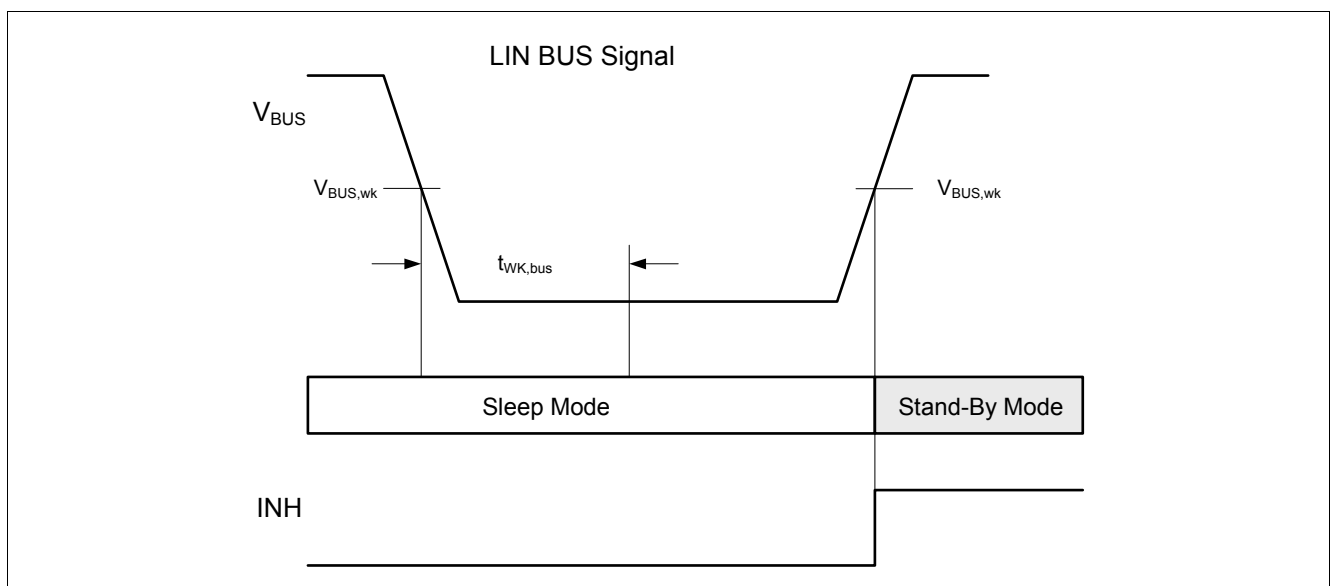 LIN BUS Signal
VBUS
VBUS,wk
VBUS,wk
tWK,bus
Sleep Mode
Stand-By Mode
INH